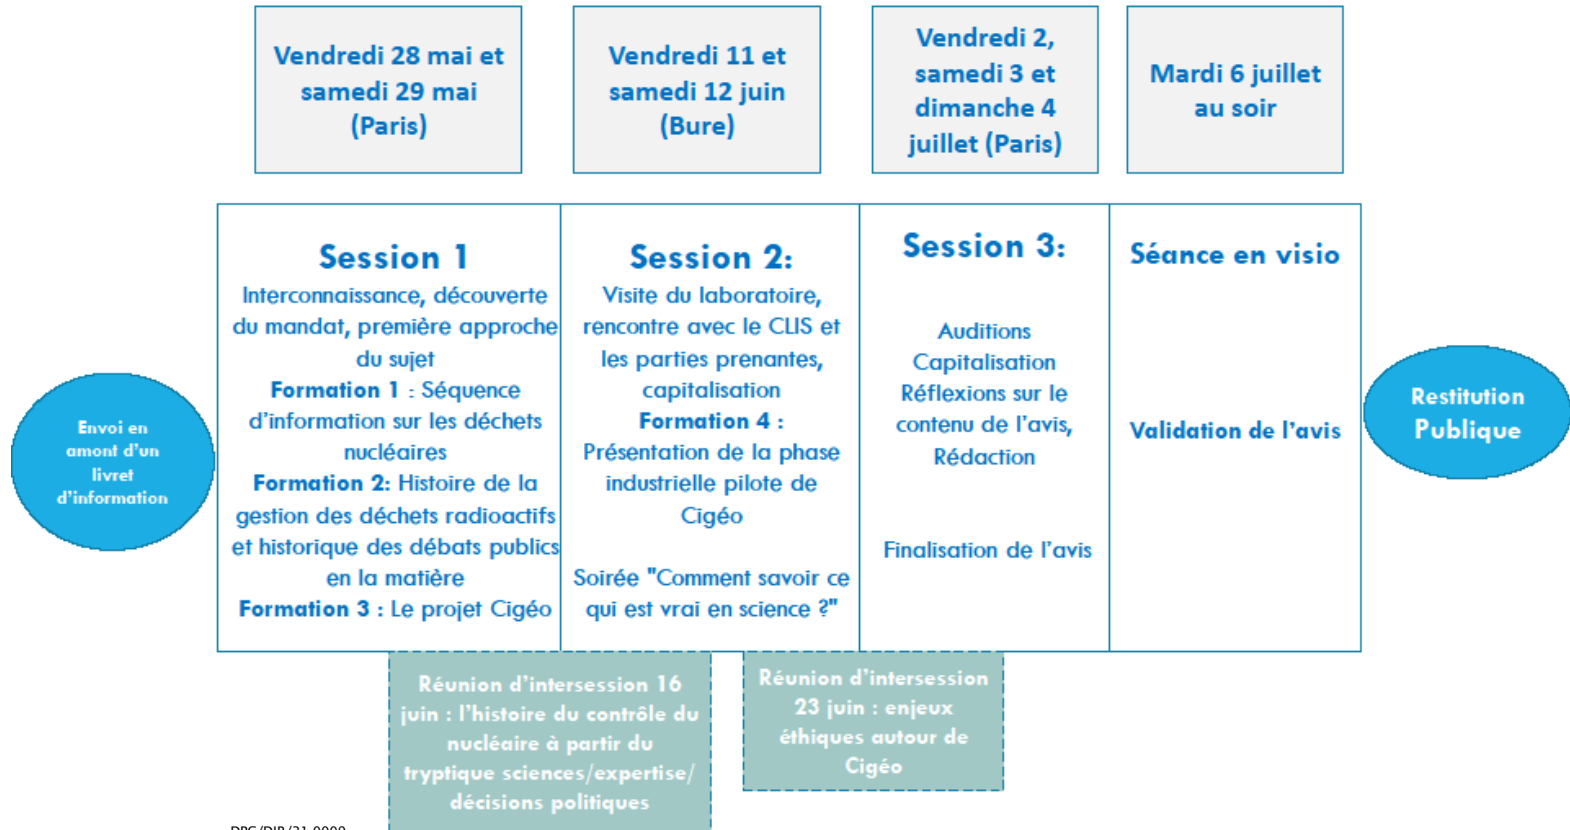 Vendredi 28 mai et
samedi 29 mai
(Paris)
Vendredi 11 et
samedi 12 juin
(Bure)
Vendredi 2,
samedi 3 et
dimanche 4
juillet (Paris)
Mardi 6 juillet
au soir
Envoi en
amont d'un
livret
d'information
Session 1
Interconnaissance, découverte
du mandat, première approche
du sujet
Formation 1 : Séquence
d'information sur les déchets
nucléaires
Formation 2: Histoire de la
gestion des déchets radioactifs
et historique des débats publics
en la matière
Formation 3 : Le projet Cigéo
Session 2:
Visite du laboratoire,
rencontre avec le CLIS et
les parties prenantes,
capitalisation
Formation 4 :
Présentation de la phase
industrielle pilote de
Cigéo
Soirée "Comment savoir ce
qui est vrai en science ?"
Session 3:
Auditions
Capitalisation
Réflexions sur le
contenu de l'avis,
Rédaction
Finalisation de l'avis
Séance en visio
Validation de l'avis
Restitution
Publique
Réunion d'intersession 16
juin : l'histoire du contrôle du
nucléaire à partir du
tryptique sciences/expertise/
décisions politiques
Réunion d'intersession
23 juin : enjeux
éthiques autour de
Cigéo